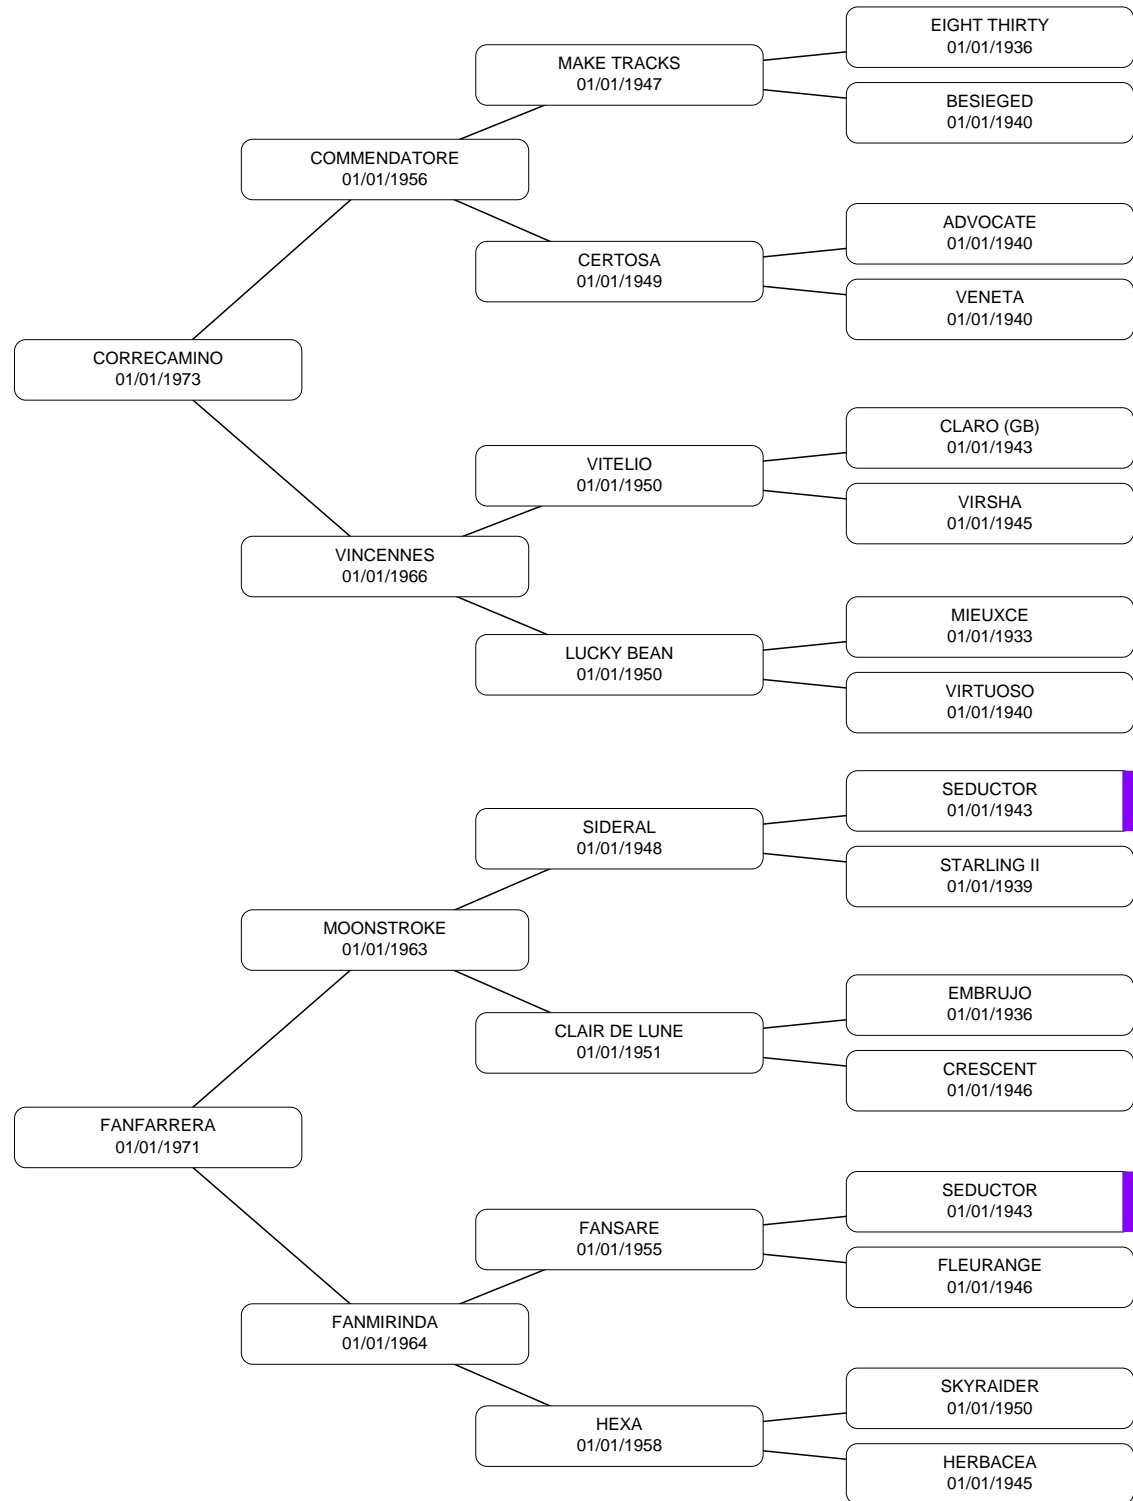 EIGHT THIRTY
01/01/1936
MAKE TRACKS
01/01/1947
BESIEGED
01/01/1940
COMMENDATORE
01/01/1956
ADVOCATE
01/01/1940
CERTOSA
01/01/1949
VENETA
01/01/1940
CORRECAMINO
01/01/1973
CLARO (GB)
01/01/1943
VITELIO
01/01/1950
VIRSHA
01/01/1945
VINCENNES
01/01/1966
MIEUXCE
01/01/1933
LUCKY BEAN
01/01/1950
VIRTUOSO
01/01/1940
SEDUCTOR
01/01/1943
SIDERAL
01/01/1948
STARLING II
01/01/1939
MOONSTROKE
01/01/1963
EMBRUJO
01/01/1936
CLAIR DE LUNE
01/01/1951
CRESCENT
01/01/1946
FANFARRERA
01/01/1971
SEDUCTOR
01/01/1943
FANSARE
01/01/1955
FLEURANGE
01/01/1946
FANMIRINDA
01/01/1964
SKYRAIDER
01/01/1950
HEXA
01/01/1958
HERBACEA
01/01/1945